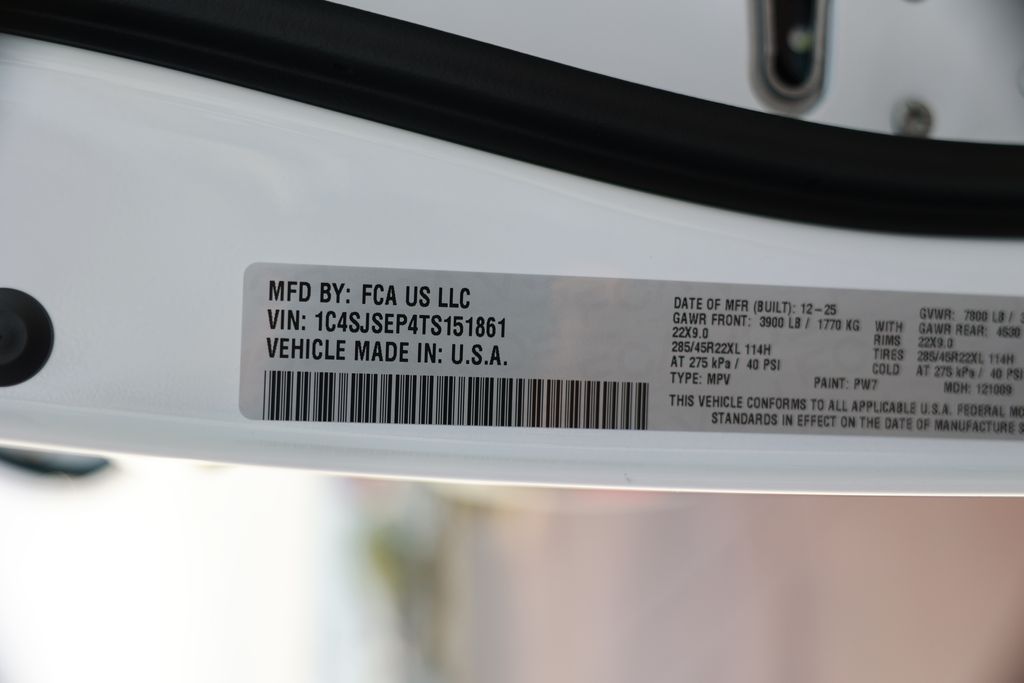 MFD BY: FCA US LLC
VIN: 1C4SJSEP4TS151861
VEHICLE MADE IN: U.S.A.
DATE OF MFR (BUILT): 12-25
GAWR FRONT: 3900 LB / 1770 KG
22X9.0
285/45R22XL 114H
AT 275 kPa / 40 PSI
TYPE: MPV
PAINT: PW7
WITH
RIMS
TIRES
COLD
GVWR: 7800 LB /
GAWR REAR: 4630
22X9.0
285/45R22XL 114H
AT 275 kPa / 40 PS
MDH: 121009
THIS VEHICLE CONFORMS TO ALL APPLICABLE U.S.A. FEDERAL MO
STANDARDS IN EFFECT ON THE DATE OF MANUFACTURE S